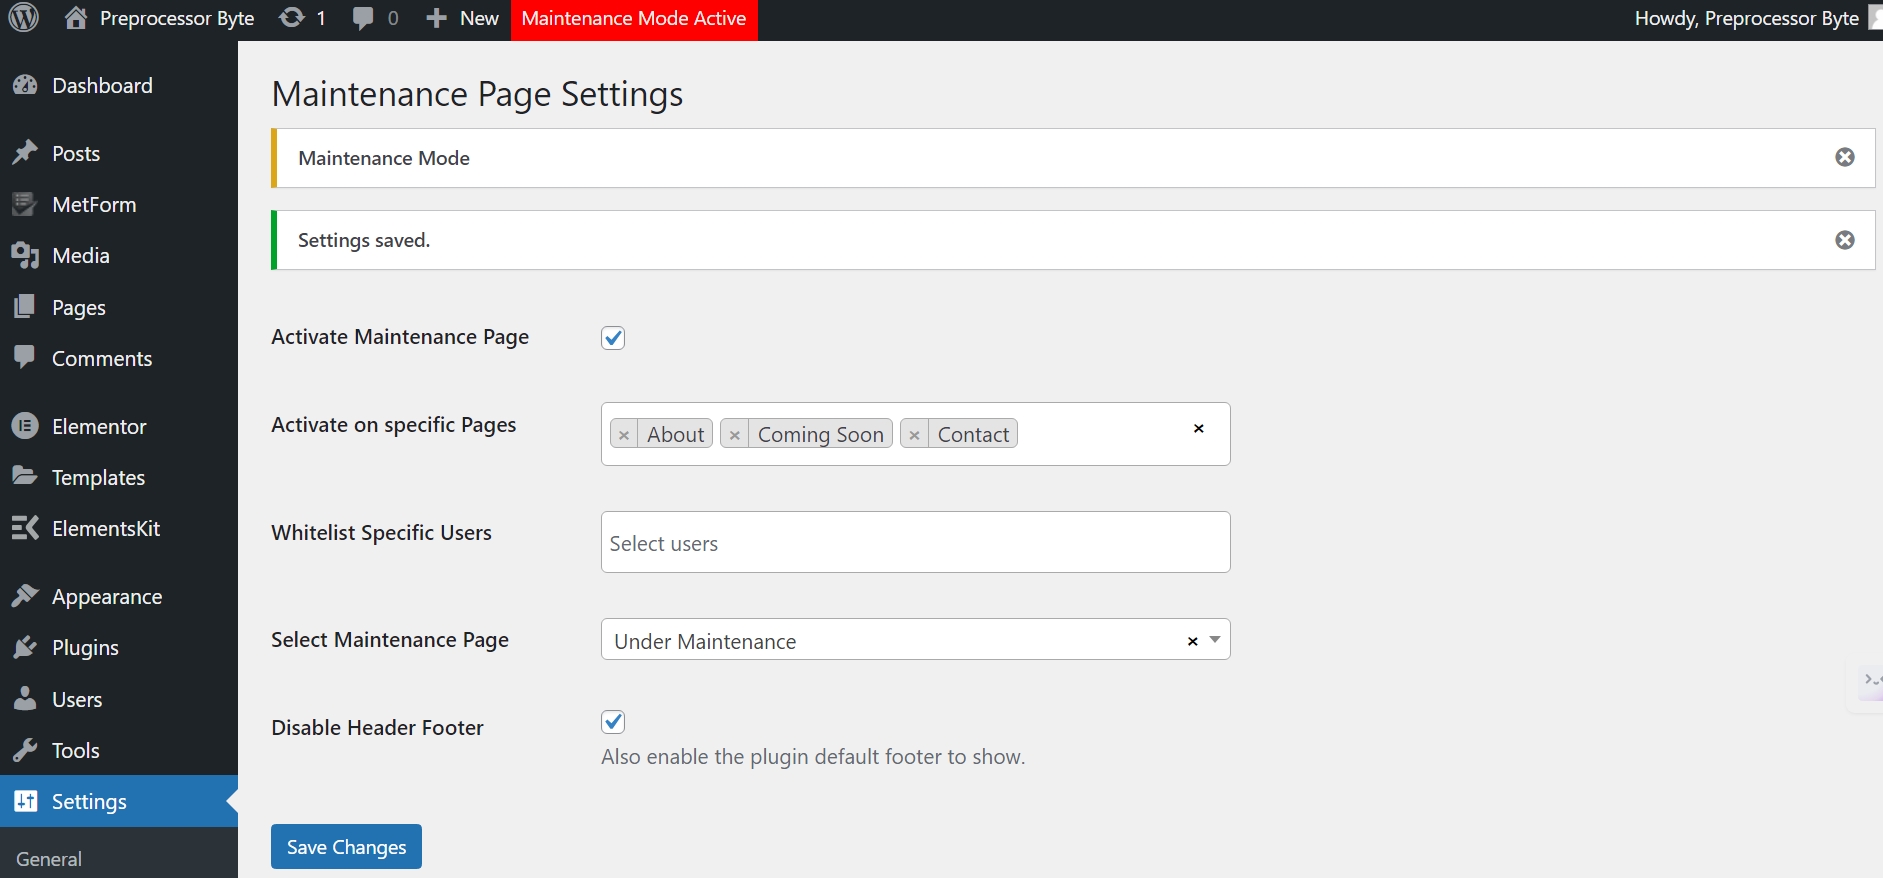 Preprocessor Byte 1 0 New Maintenance Mode Active Howdy, Preprocessor Byte
Dashboard
Posts
MetForm
Media
Pages
Comments
Elementor
Templates
ElementsKit
Appearance
Plugins
Users
Tools
Settings
General
Maintenance Page Settings
Maintenance Mode
Settings saved.
Activate Maintenance Page
Activate on specific Pages
× About × Coming Soon × Contact ×
Whitelist Specific Users
Select users
Select Maintenance Page
Under Maintenance ×
Disable Header Footer
Also enable the plugin default footer to show.
Save Changes